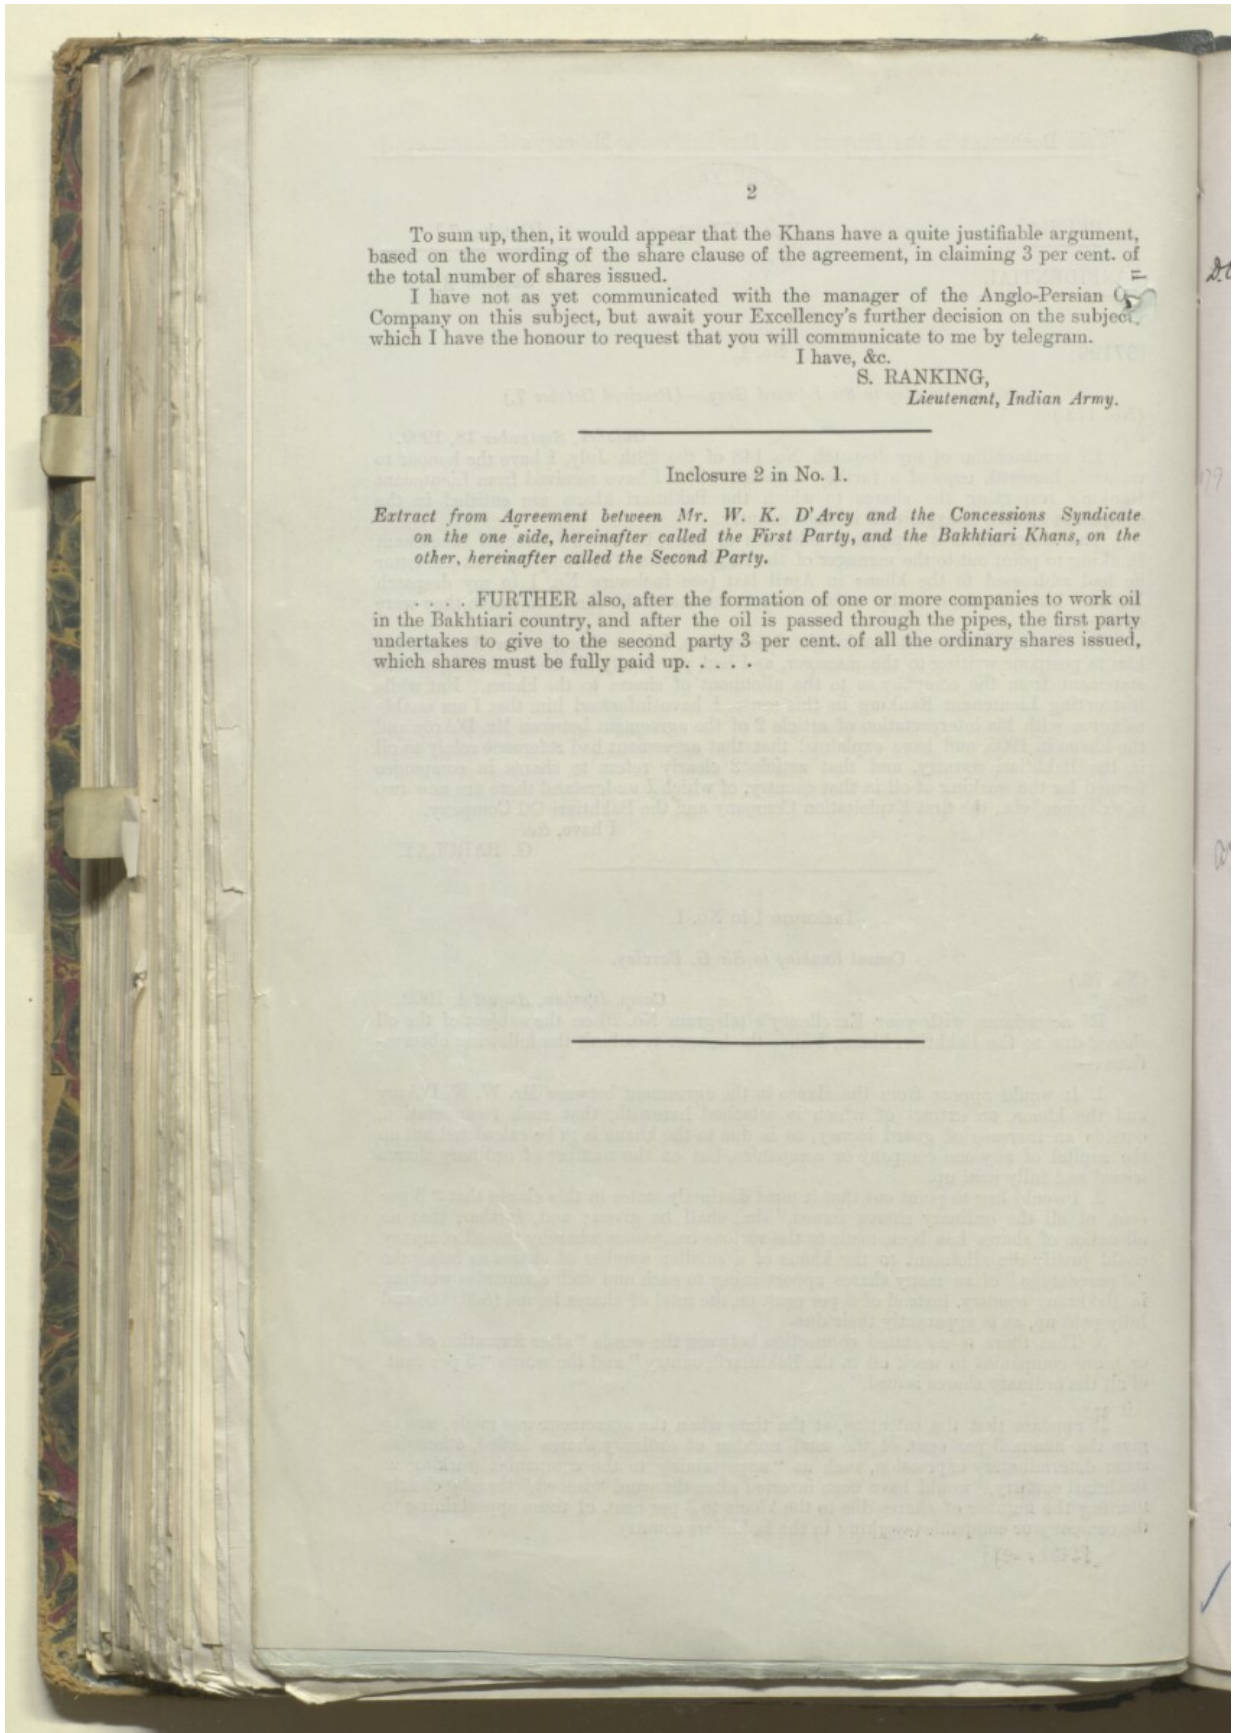 2
To sum up, then, it would appear that the Khans have a quite justifiable argument,
based on the wording of the share clause of the agreement, in claiming 3 per cent. of
the total number of shares issued.
I have not as yet communicated with the manager of the Anglo-Persian
Company on this subject, but await your Excellency's further decision on the subject,
which I have the honour to request that you will communicate to me by telegram.
I have, &c.
S. RANKING,
Lieutenant, Indian Army.
Inclosure 2 in No. 1.
Extract from Agreement between Mr. W. K. D'Arcy and the Concessions Syndicate
on the one side, hereinafter called the First Party, and the Bakhtiari Khans, on the
other, hereinafter called the Second Party.
. . . . FURTHER also, after the formation of one or more companies to work oil
in the Bakhtiari country, and after the oil is passed through the pipes, the first party
undertakes to give to the second party 3 per cent. of all the ordinary shares issued,
which shares must be fully paid up. . . . .